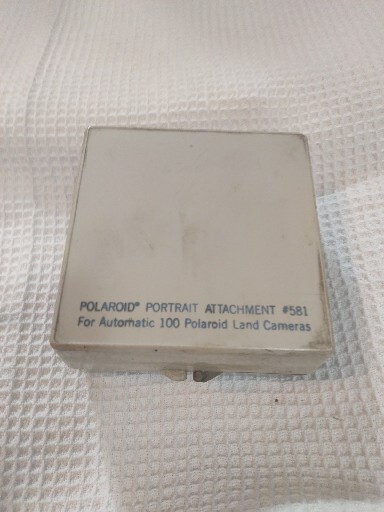 POLAROID® PORTRAIT ATTACHMENT #581
For Automatic 100 Polaroid Land Cameras